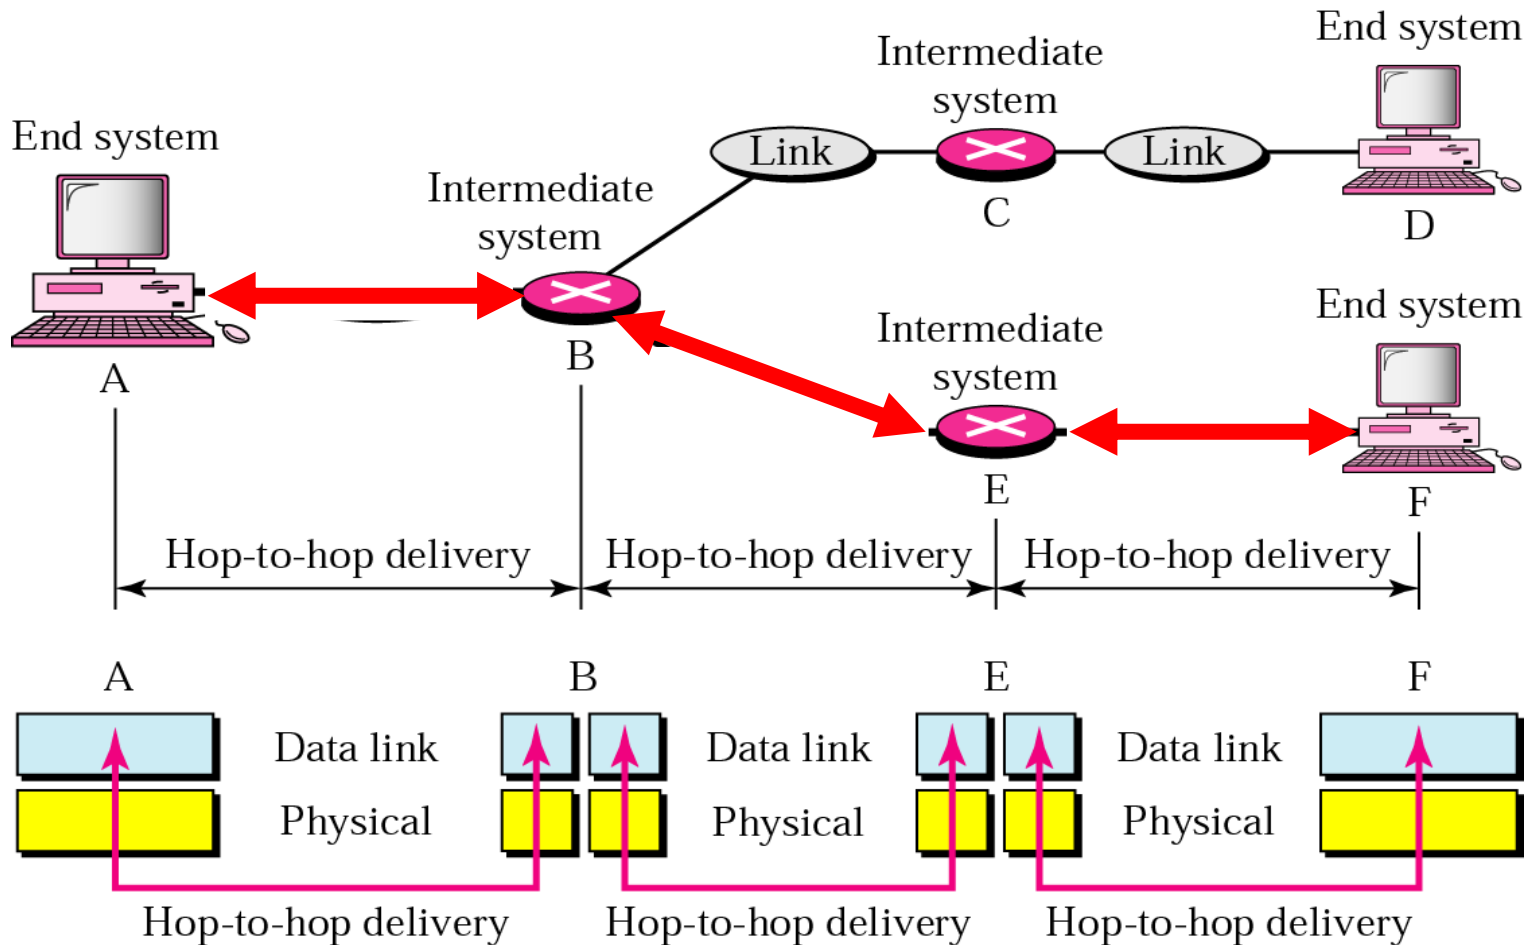 End system
Intermediate
system
End system
Link
Link
C
D
Intermediate
system
End system
A
B
Intermediate
system
E
F
Hop-to-hop delivery
Hop-to-hop delivery
Hop-to-hop delivery
A
B
E
F
Data link
Data link
Data link
Physical
Physical
Physical
Hop-to-hop delivery
Hop-to-hop delivery
Hop-to-hop delivery